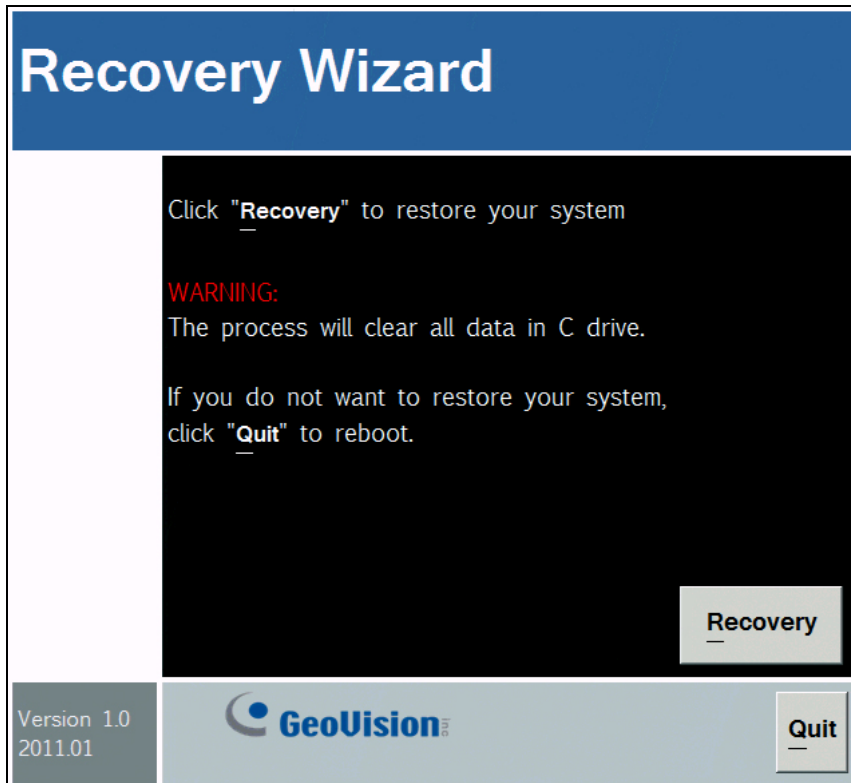 Recovery Wizard
Click "Recovery" to restore your system
WARNING:
The process will clear all data in C drive.
If you do not want to restore your system,
click "Quit" to reboot.
Recovery
Version 1.0
2011.01
GeoVision inc
Quit